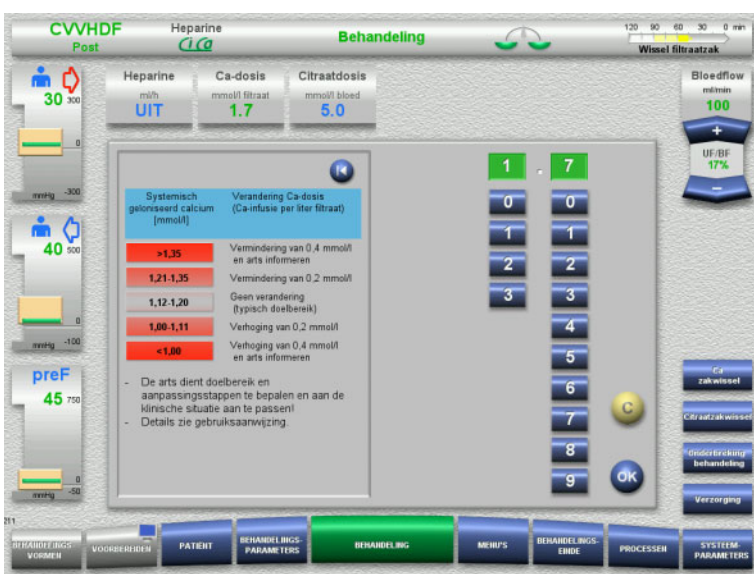 CVVHDF
Post
Heparine
CiCa
Behandeling
120 90 60 30 0 min
Wissel filtraatzak
30 300
0
mmHg -300
40 500
0
mmHg -100
preF
45 750
0
mmHg -50
Heparine
ml/h
UIT
Ca-dosis
mmol/l filtraat
1.7
Citraatdosis
mmol/l bloed
5.0
Bloedflow
ml/min
100
+
UF/BF
17%
−
Systemisch
geïoniseerd calcium
[mmol/l]
Verandering Ca-dosis
(Ca-infusie per liter filtraat)
>1,35
Vermindering van 0,4 mmol/l
en arts informeren
1,21-1,35
Vermindering van 0,2 mmol/l
1,12-1,20
Geen verandering
(typisch doelbereik)
1,00-1,11
Verhoging van 0,2 mmol/l
<1,00
Verhoging van 0,4 mmol/l
en arts informeren
- De arts dient doelbereik en
aanpassingsstappen te bepalen en aan de
klinische situatie aan te passen!
- Details zie gebruiksaanwijzing.
1 . 7
0 0
1 1
2 2
3 3
4
5
6
7
8
9
C
OK
Ca
zakwissel
Citraatzakwissel
Onderbreking
behandeling
Verzorging
211
BEHANDELINGS-
VORMEN
VOORBEREIDEN
PATIËNT
BEHANDELINGS-
PARAMETERS
BEHANDELING
MENU'S
BEHANDELINGS-
EINDE
PROCESSEN
SYSTEEM-
PARAMETERS